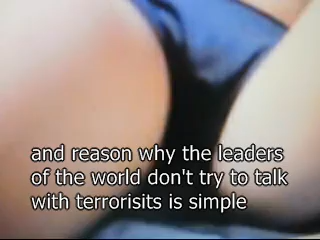 and reason why the leaders
of the world don't try to talk
with terrorisits is simple